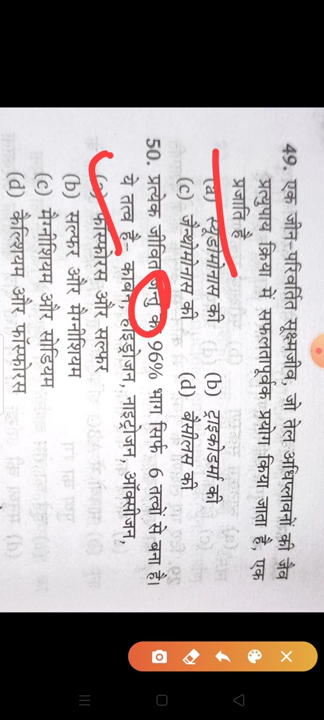 49. एक जीन-परिवर्तित सूक्ष्मजीव, जो तेल अधिप्लावों की जैव
प्रत्युपाय क्रिया में सफलतापूर्वक प्रयोग किया जाता है, एक
प्रजाति है
(a) स्यूडोमोनास की (b) ट्राइकोडर्मा की
(c) जैंथोमोनास की (d) बैसीलस की
50. प्रत्येक जीवित जन्तु का 96% भाग सिर्फ 6 तत्वों से बना है।
ये तत्व हैं- कार्बन, हाइड्रोजन, नाइट्रोजन, ऑक्सीजन,
(a) फॉस्फोरस और सल्फर
(b) सल्फर और मैग्नीशियम
(c) मैग्नीशियम और सोडियम
(d) कैल्शियम और फॉस्फोरस